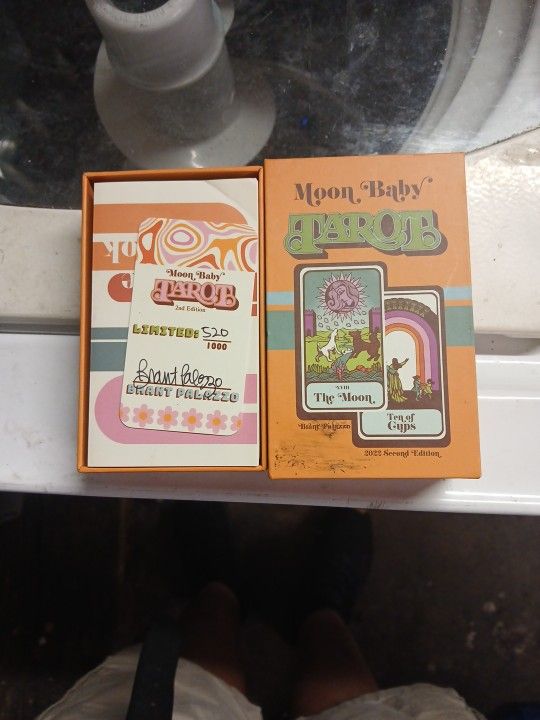 Moon Baby
TAROT
2nd Edition
LIMITED: 520
1000
Brant Palazzo
BRANT PALAZZO
Moon Baby
TAROT
XVIII
The Moon
Ten of
Cups
Brant Palazzo
2022 Second Edition